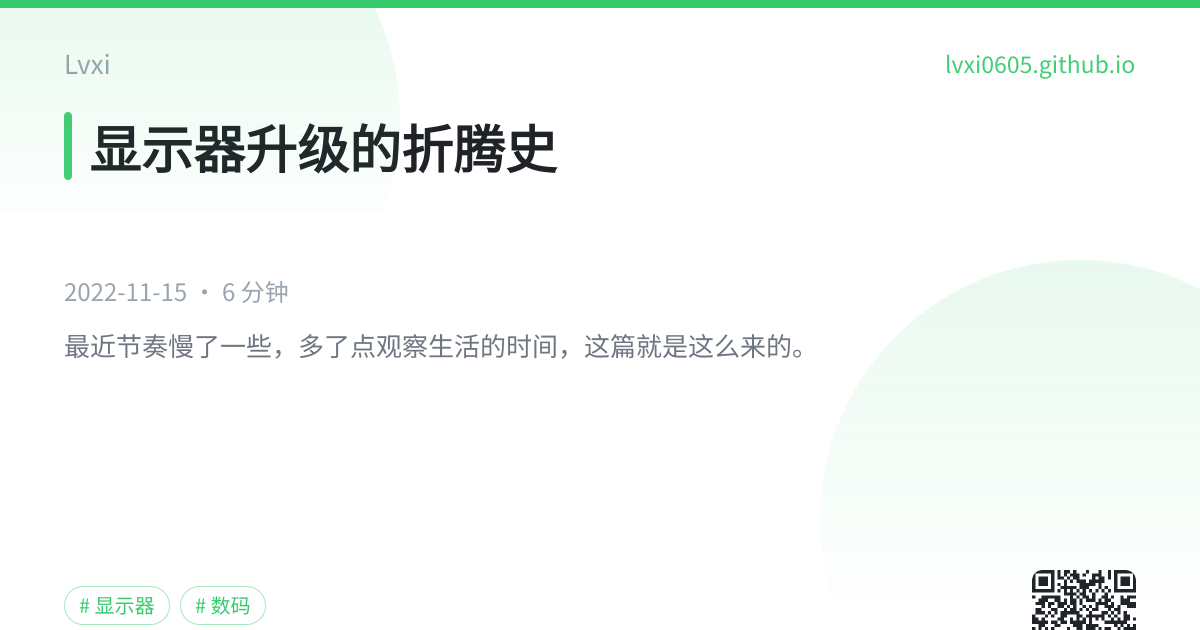 Lvxi
lvxi0605.github.io
显示器升级的折腾史
2022-11-15 · 6 分钟
最近节奏慢了一些，多了点观察生活的时间，这篇就是这么来的。
# 显示器
# 数码